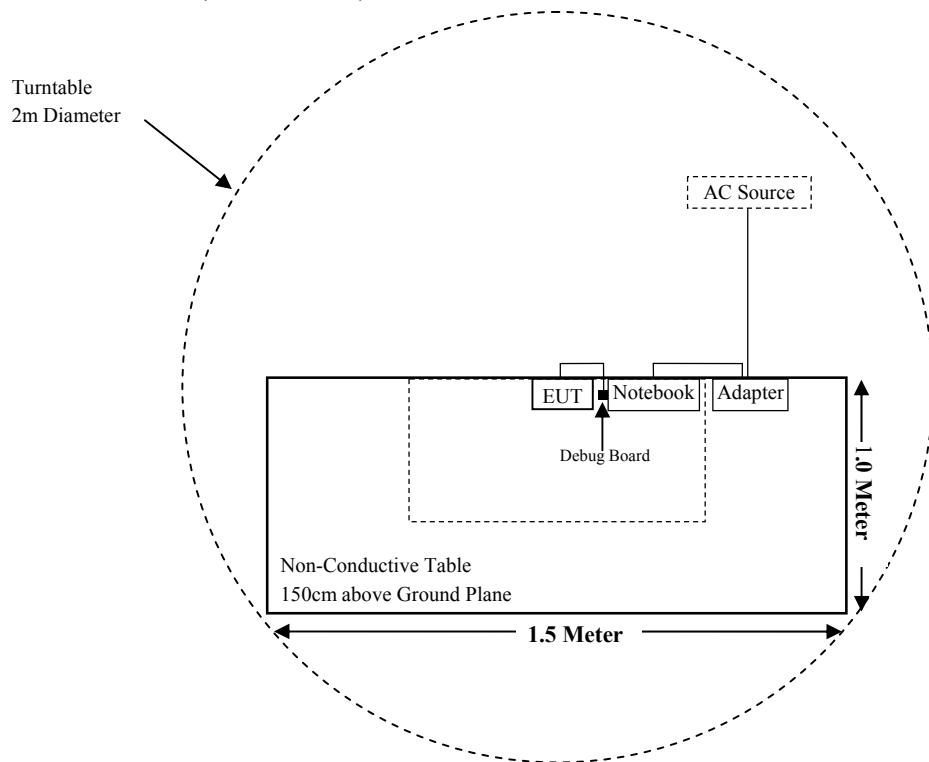 Turntable
2m Diameter
AC Source
EUT
Notebook
Adapter
Debug Board
1.0 Meter
Non-Conductive Table
150cm above Ground Plane
1.5 Meter